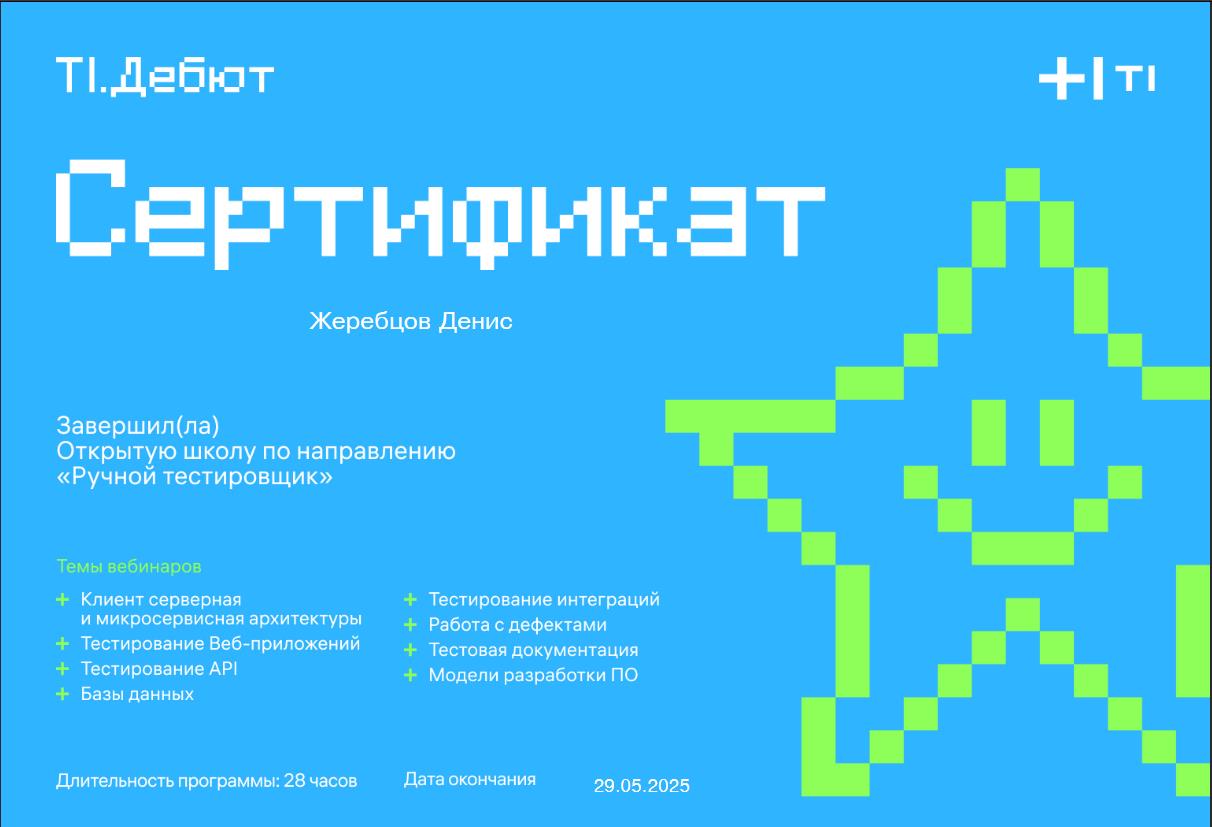 TI.Дебют
TI
Сертификат
Жеребцов Денис
Завершил(ла)
Открытую школу по направлению
«Ручной тестировщик»
Темы вебинаров
+ Клиент серверная
и микросервисная архитектуры
+ Тестирование Веб-приложений
+ Тестирование API
+ Базы данных
+ Тестирование интеграций
+ Работа с дефектами
+ Тестовая документация
+ Модели разработки ПО
Длительность программы: 28 часов
Дата окончания
29.05.2025